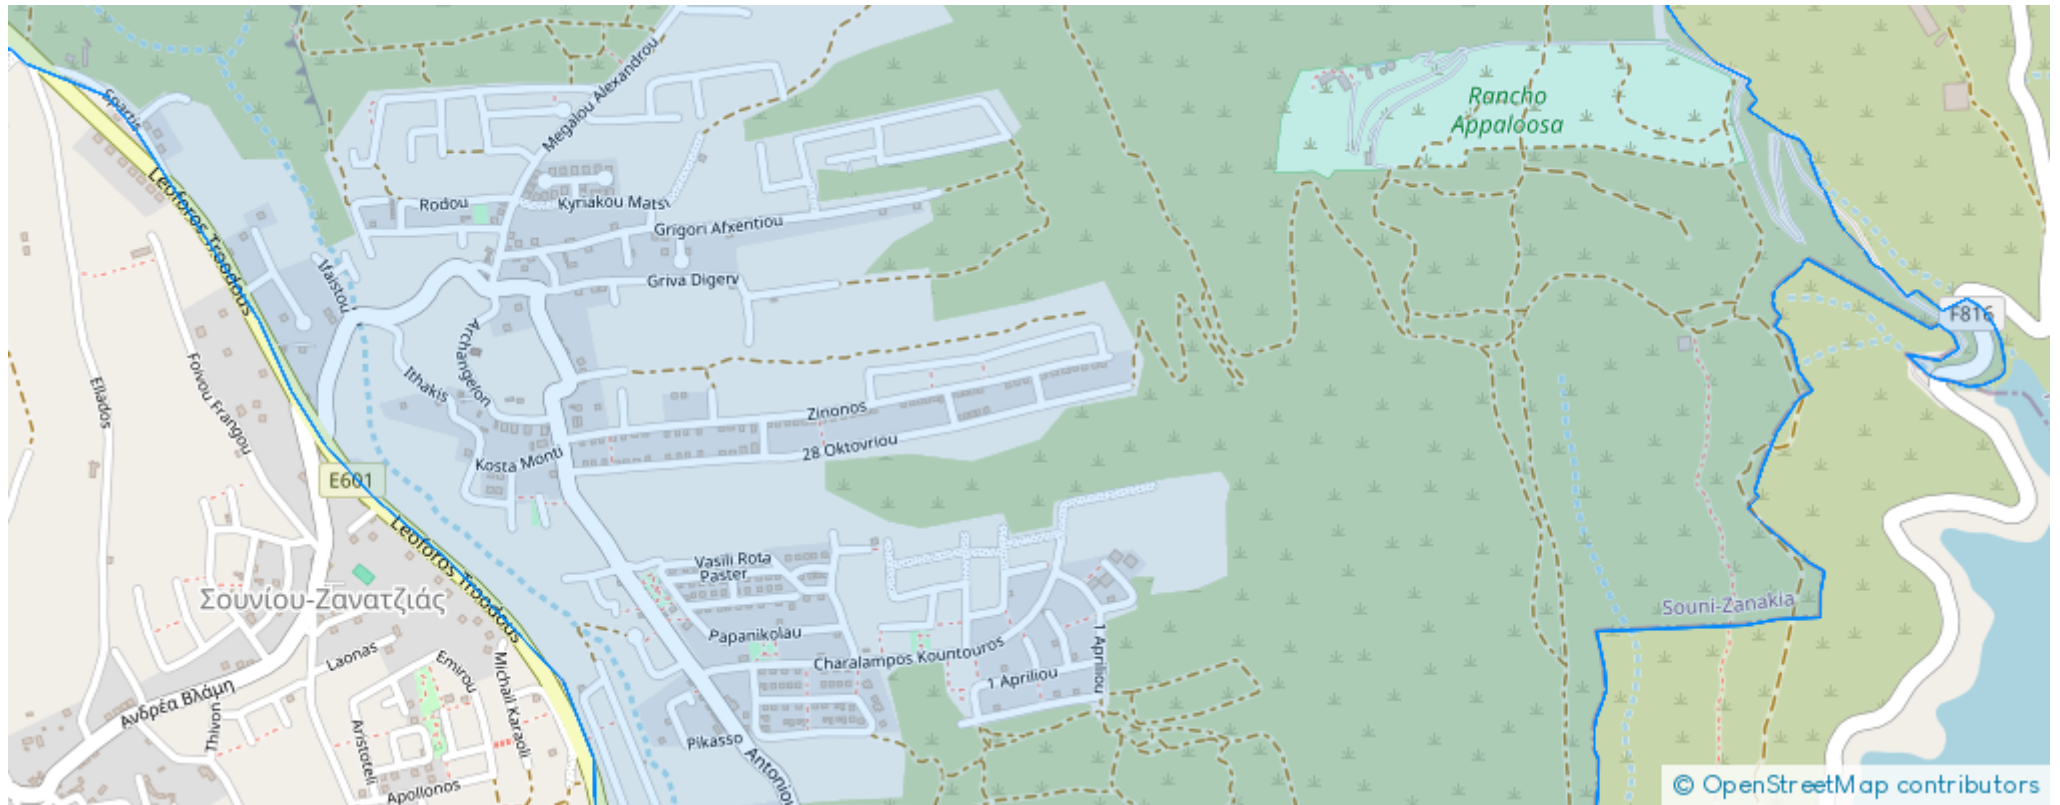 Spartis
Megalou Alexandrou
Rancho
Appaloosa
Leoforos Troodous
Rodou
Kyriakou Mats
Grigori Afxentiou
Griva Digeni
Ifaistou
F816
Archangelon
Ithakis
Foivou Frangou
Ellados
Zinonos
28 Oktovriou
Kosta Monti
E601
Leoforos Troodous
Vasili Rota
Paster
Σουνίου-Ζανατζιάς
Souni-Zanakia
Papanikolau
Charalampos Kountouros
1 Apriliou
1 Apriliou
Laonas
Emirou
Michail Karaoli
Ανδρέα Βλάμη
Thivon
Aristoteli
Pikasso
Antoniou
Apollonos
© OpenStreetMap contributors